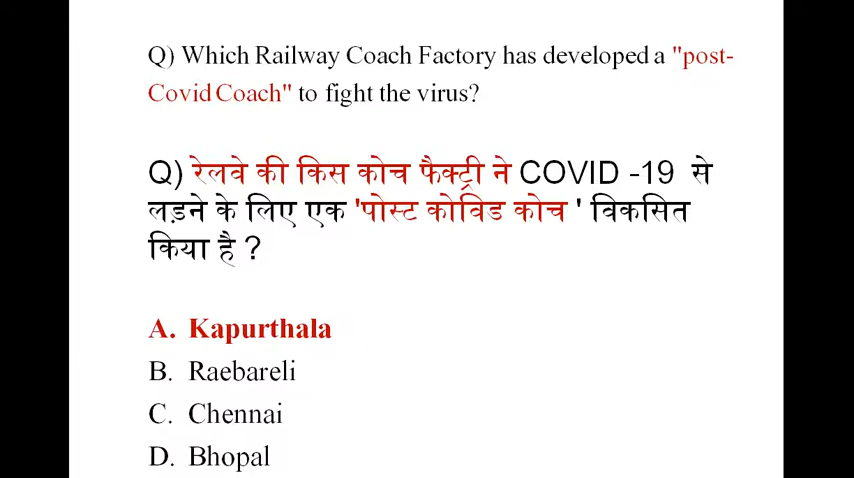 Q) Which Railway Coach Factory has developed a "post-
Covid Coach" to fight the virus?
Q) रेलवे की किस कोच फैक्ट्री ने COVID -19 से
लड़ने के लिए एक 'पोस्ट कोविड कोच ' विकसित
किया है ?
A. Kapurthala
B. Raebareli
C. Chennai
D. Bhopal